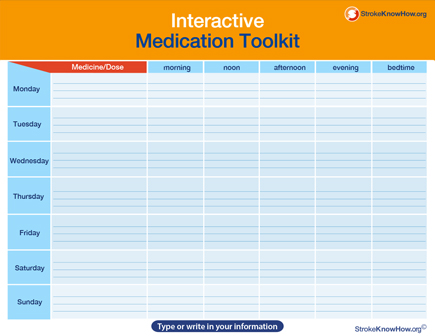 StrokeKnowHow.org
Interactive
Medication Toolkit
Medicine/Dose morning noon afternoon evening bedtime
Monday
Tuesday
Wednesday
Thursday
Friday
Saturday
Sunday
Type or write in your information
StrokeKnowHow.org©